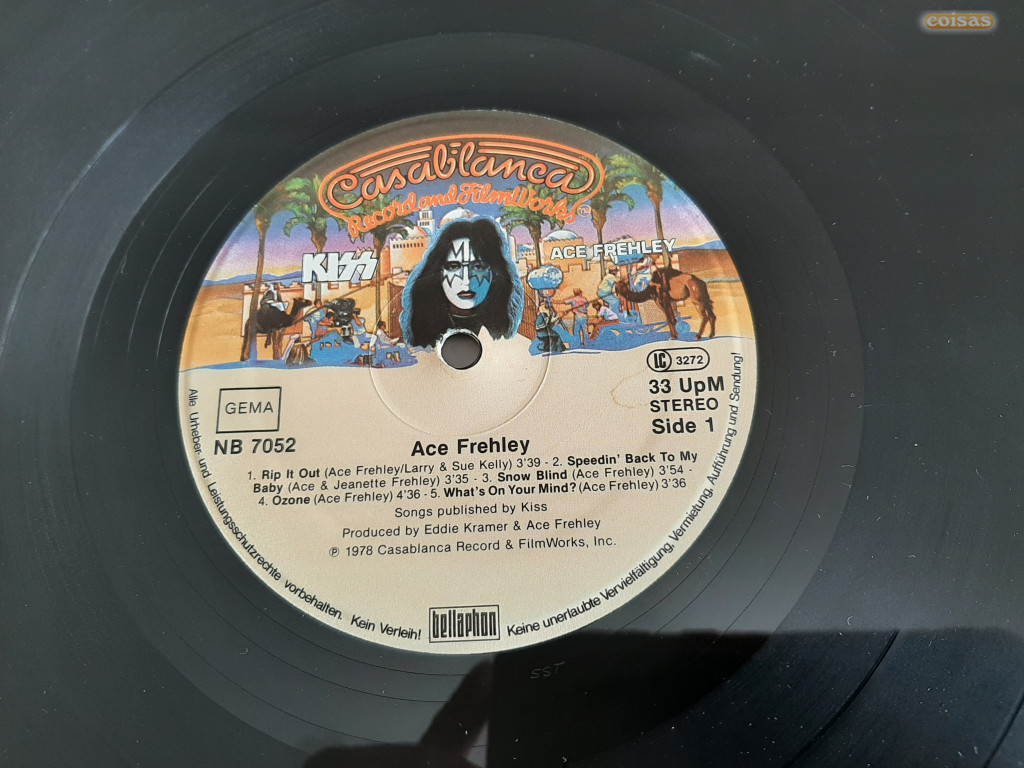 coisas
Casablanca
Record and FilmWorks TM
KISS
ACE FREHLEY
LC 3272
33 UpM
STEREO
Side 1
GEMA
NB 7052
Ace Frehley
1. Rip It Out (Ace Frehley/Larry & Sue Kelly) 3'39 - 2. Speedin' Back To My
Baby (Ace & Jeanette Frehley) 3'35 - 3. Snow Blind (Ace Frehley) 3'54 -
4. Ozone (Ace Frehley) 4'36 - 5. What's On Your Mind? (Ace Frehley) 3'36
Songs published by Kiss
Produced by Eddie Kramer & Ace Frehley
℗ 1978 Casablanca Record & FilmWorks, Inc.
Alle Urheber- und Leistungsschutzrechte vorbehalten. Kein Verleih!
bellaphon
Keine unerlaubte Vervielfältigung, Vermietung, Aufführung und Sendung!
SST